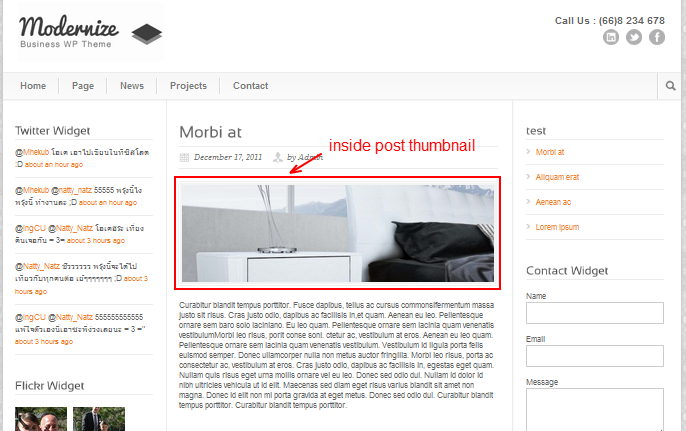 Modernize
Business WP Theme
Call Us : (66)8 234 678
Home
Page
News
Projects
Contact
Twitter Widget
@Mhekub โอเค เอาไปเขียนใบทิชิสโดด
;D about an hour ago
@Mhekub @natty_natz 55555 พรุ่งนี้ไง
พรุ่งนี้ ทำงานตะ ;D about an hour ago
@IngCU @Natty_Natz โอเคฮระ เที่ยง
คืนเจอกัน = 3= about 3 hours ago
@Natty_Natz ชัวววววว พรุ่งนี้จะได้ไป
เที่ยวกับทุกคนต่อ เย้ๆๆๆๆๆๆๆ ;D about 3
hours ago
@IngCU @Natty_Natz 555555555555
แพ้ใจตัวเองนี่เอาซะพังรงเลยนะ = 3 ="
about 3 hours ago
Flickr Widget
Morbi at
December 17, 2011
by Admin
inside post thumbnail
Curabitur blandit tempus porttitor. Fusce dapibus, tellus ac cursus commonsifermentum massa
justo sit risus. Cras justo odio, dapibus ac facilisis in,et quam. Aenean eu leo. Pellentesque
ornare sem baro solo laciniano. Eu leo quam. Pellentesque ornare sem lacinia quam venenatis
vestibulumMorbi leo risus, porit conse soni. ctetur ac, vestibulum at eros. Aenean eu leo quam.
Pellentesque ornare sem lacinia quam venenatis vestibulum. Vestibulum id ligula porta felis
euismod semper. Donec ullamcorper nulla non metus auctor fringilla. Morbi leo risus, porta ac
consectetur ac, vestibulum at eros. Cras justo odio, dapibus ac facilisis in, egestas eget quam.
Nullam quis risus eget urna mollis ornare vel eu leo. Donec sed odio dui. Nullam id dolor id
nibh ultricies vehicula ut id elit. Maecenas sed diam eget risus varius blandit sit amet non
magna. Donec id elit non mi porta gravida at eget metus. Donec sed odio dui. Curabitur blandit
tempus porttitor. Curabitur blandit tempus porttitor.
test
Morbi at
Aliquam erat
Aenean ac
Lorem Ipsum
Contact Widget
Name
Email
Message